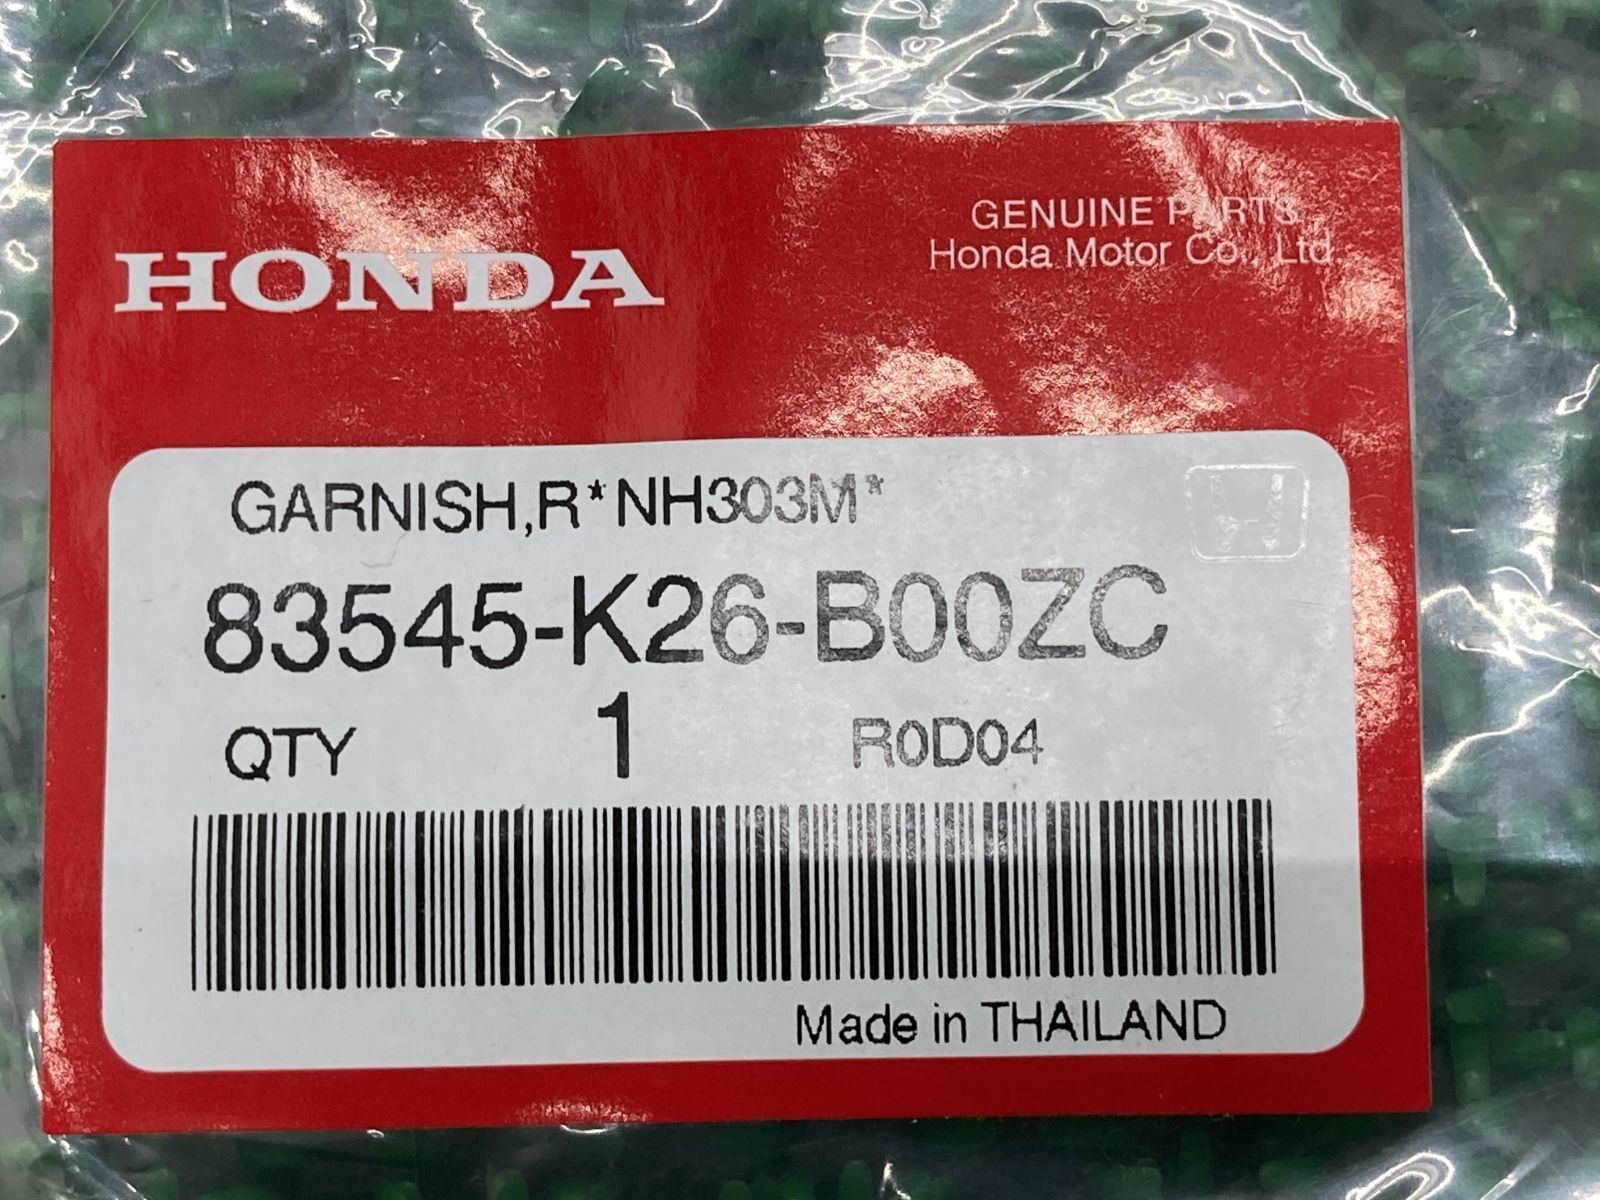 HONDA
GENUINE PARTS
Honda Motor Co., Ltd.
GARNISH,R*NH303M*
83545-K26-B00ZC
QTY 1 R0D04
Made in THAILAND